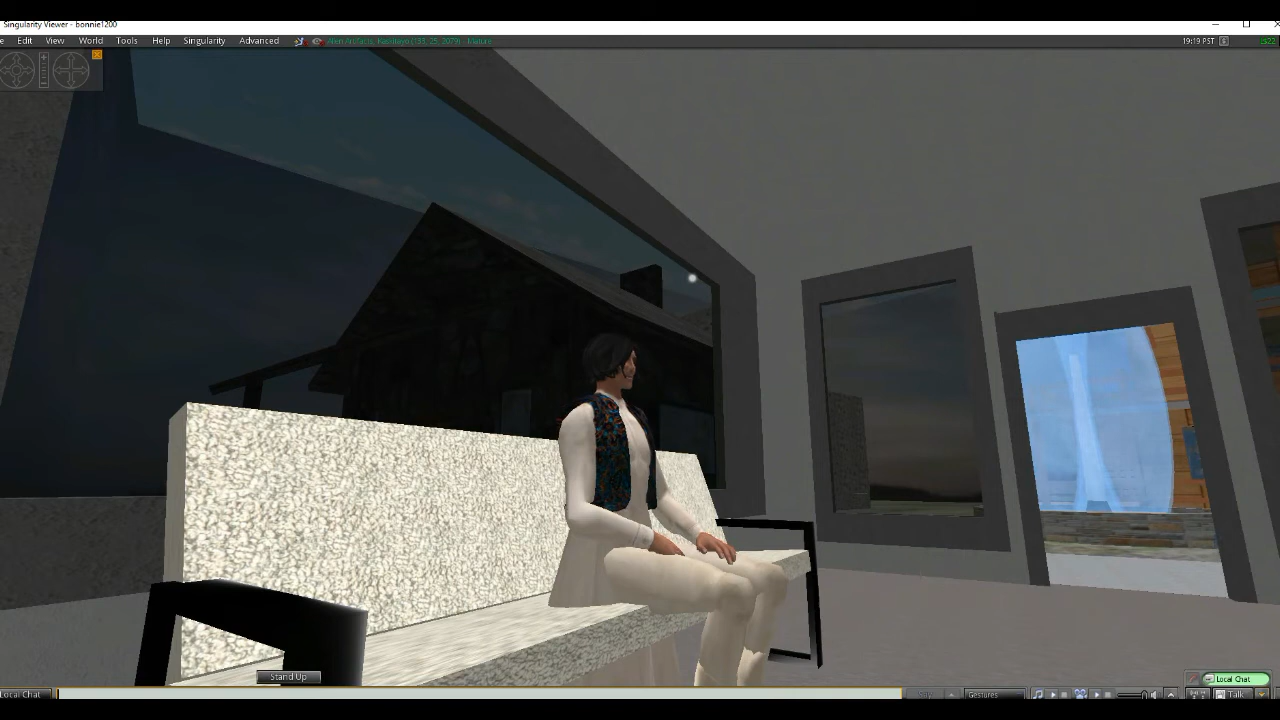 Singularity Viewer - bonnie1200
Edit View World Tools Help Singularity Advanced
19:19 PST
Stand Up
Local Chat
Local Chat
Gestures
Talk